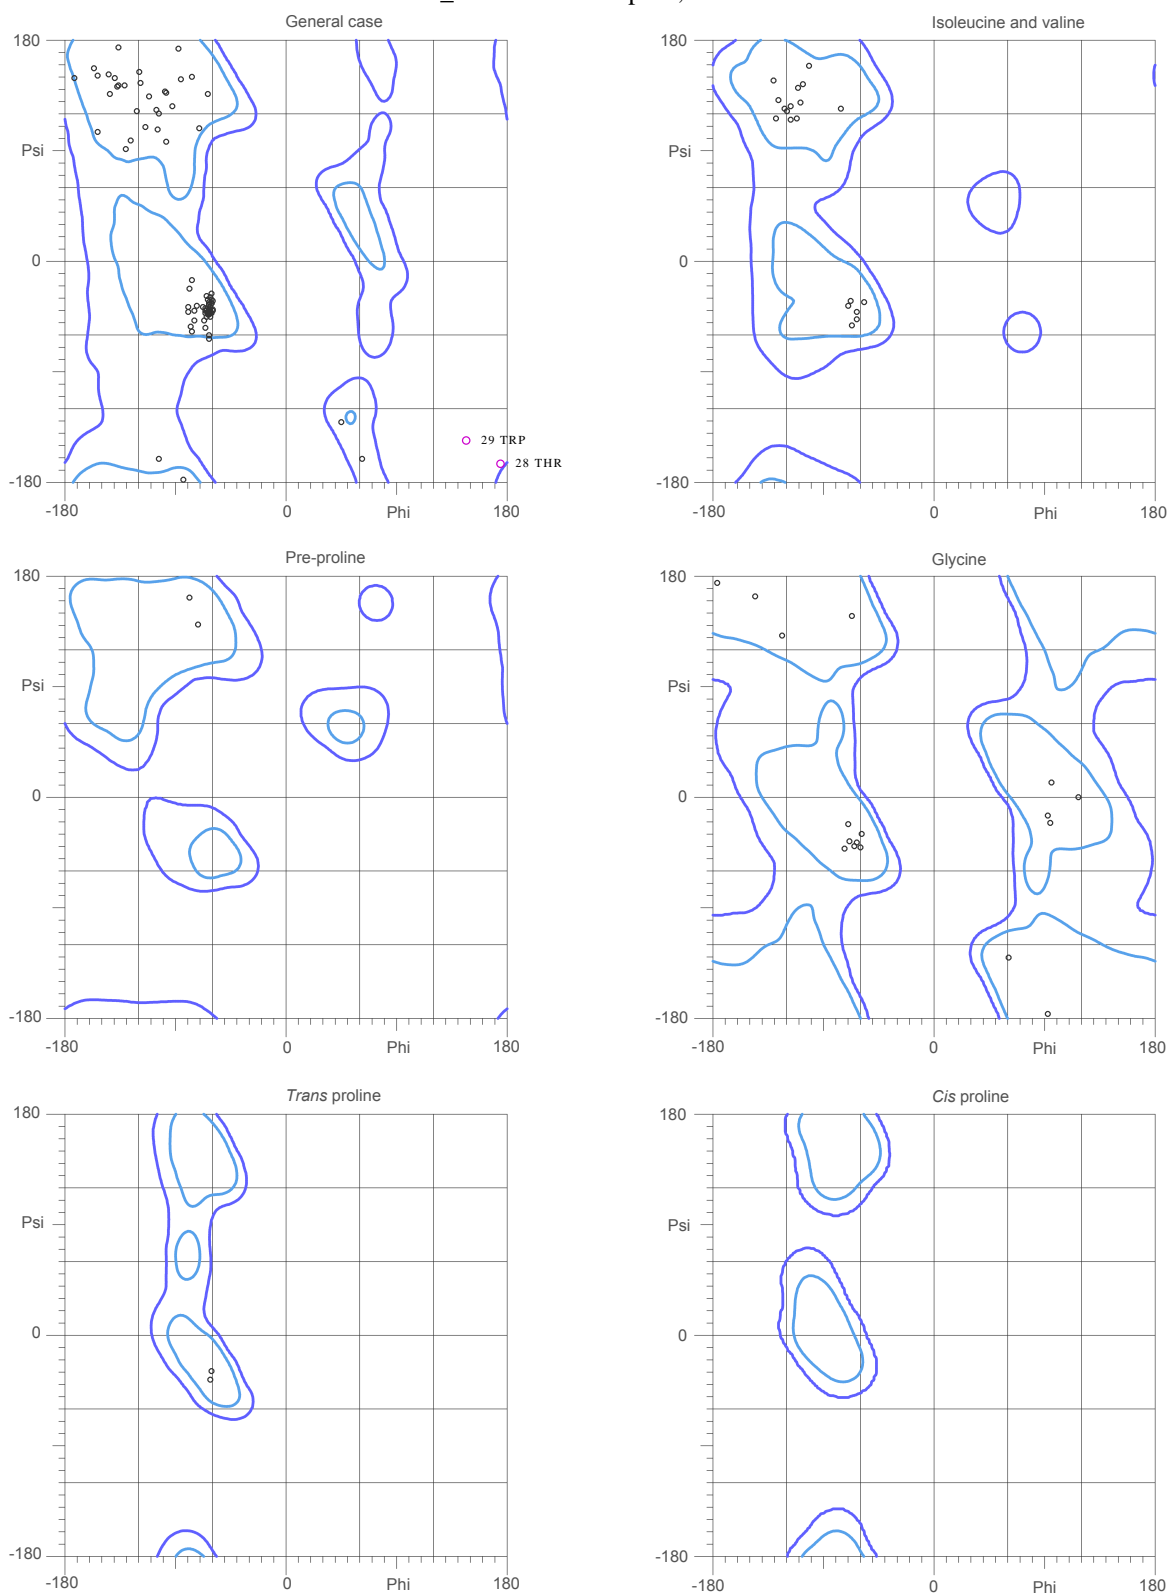 General case
Isoleucine and valine
180
180
Psi
Psi
0
0
29 TRP
28 THR
-180
-180
-180
0
Phi
180
-180
0
Phi
180
Pre-proline
Glycine
180
180
Psi
Psi
0
0
-180
-180
-180
0
Phi
180
-180
0
Phi
180
Trans proline
Cis proline
180
180
Psi
Psi
0
0
-180
-180
-180
0
Phi
180
-180
0
Phi
180